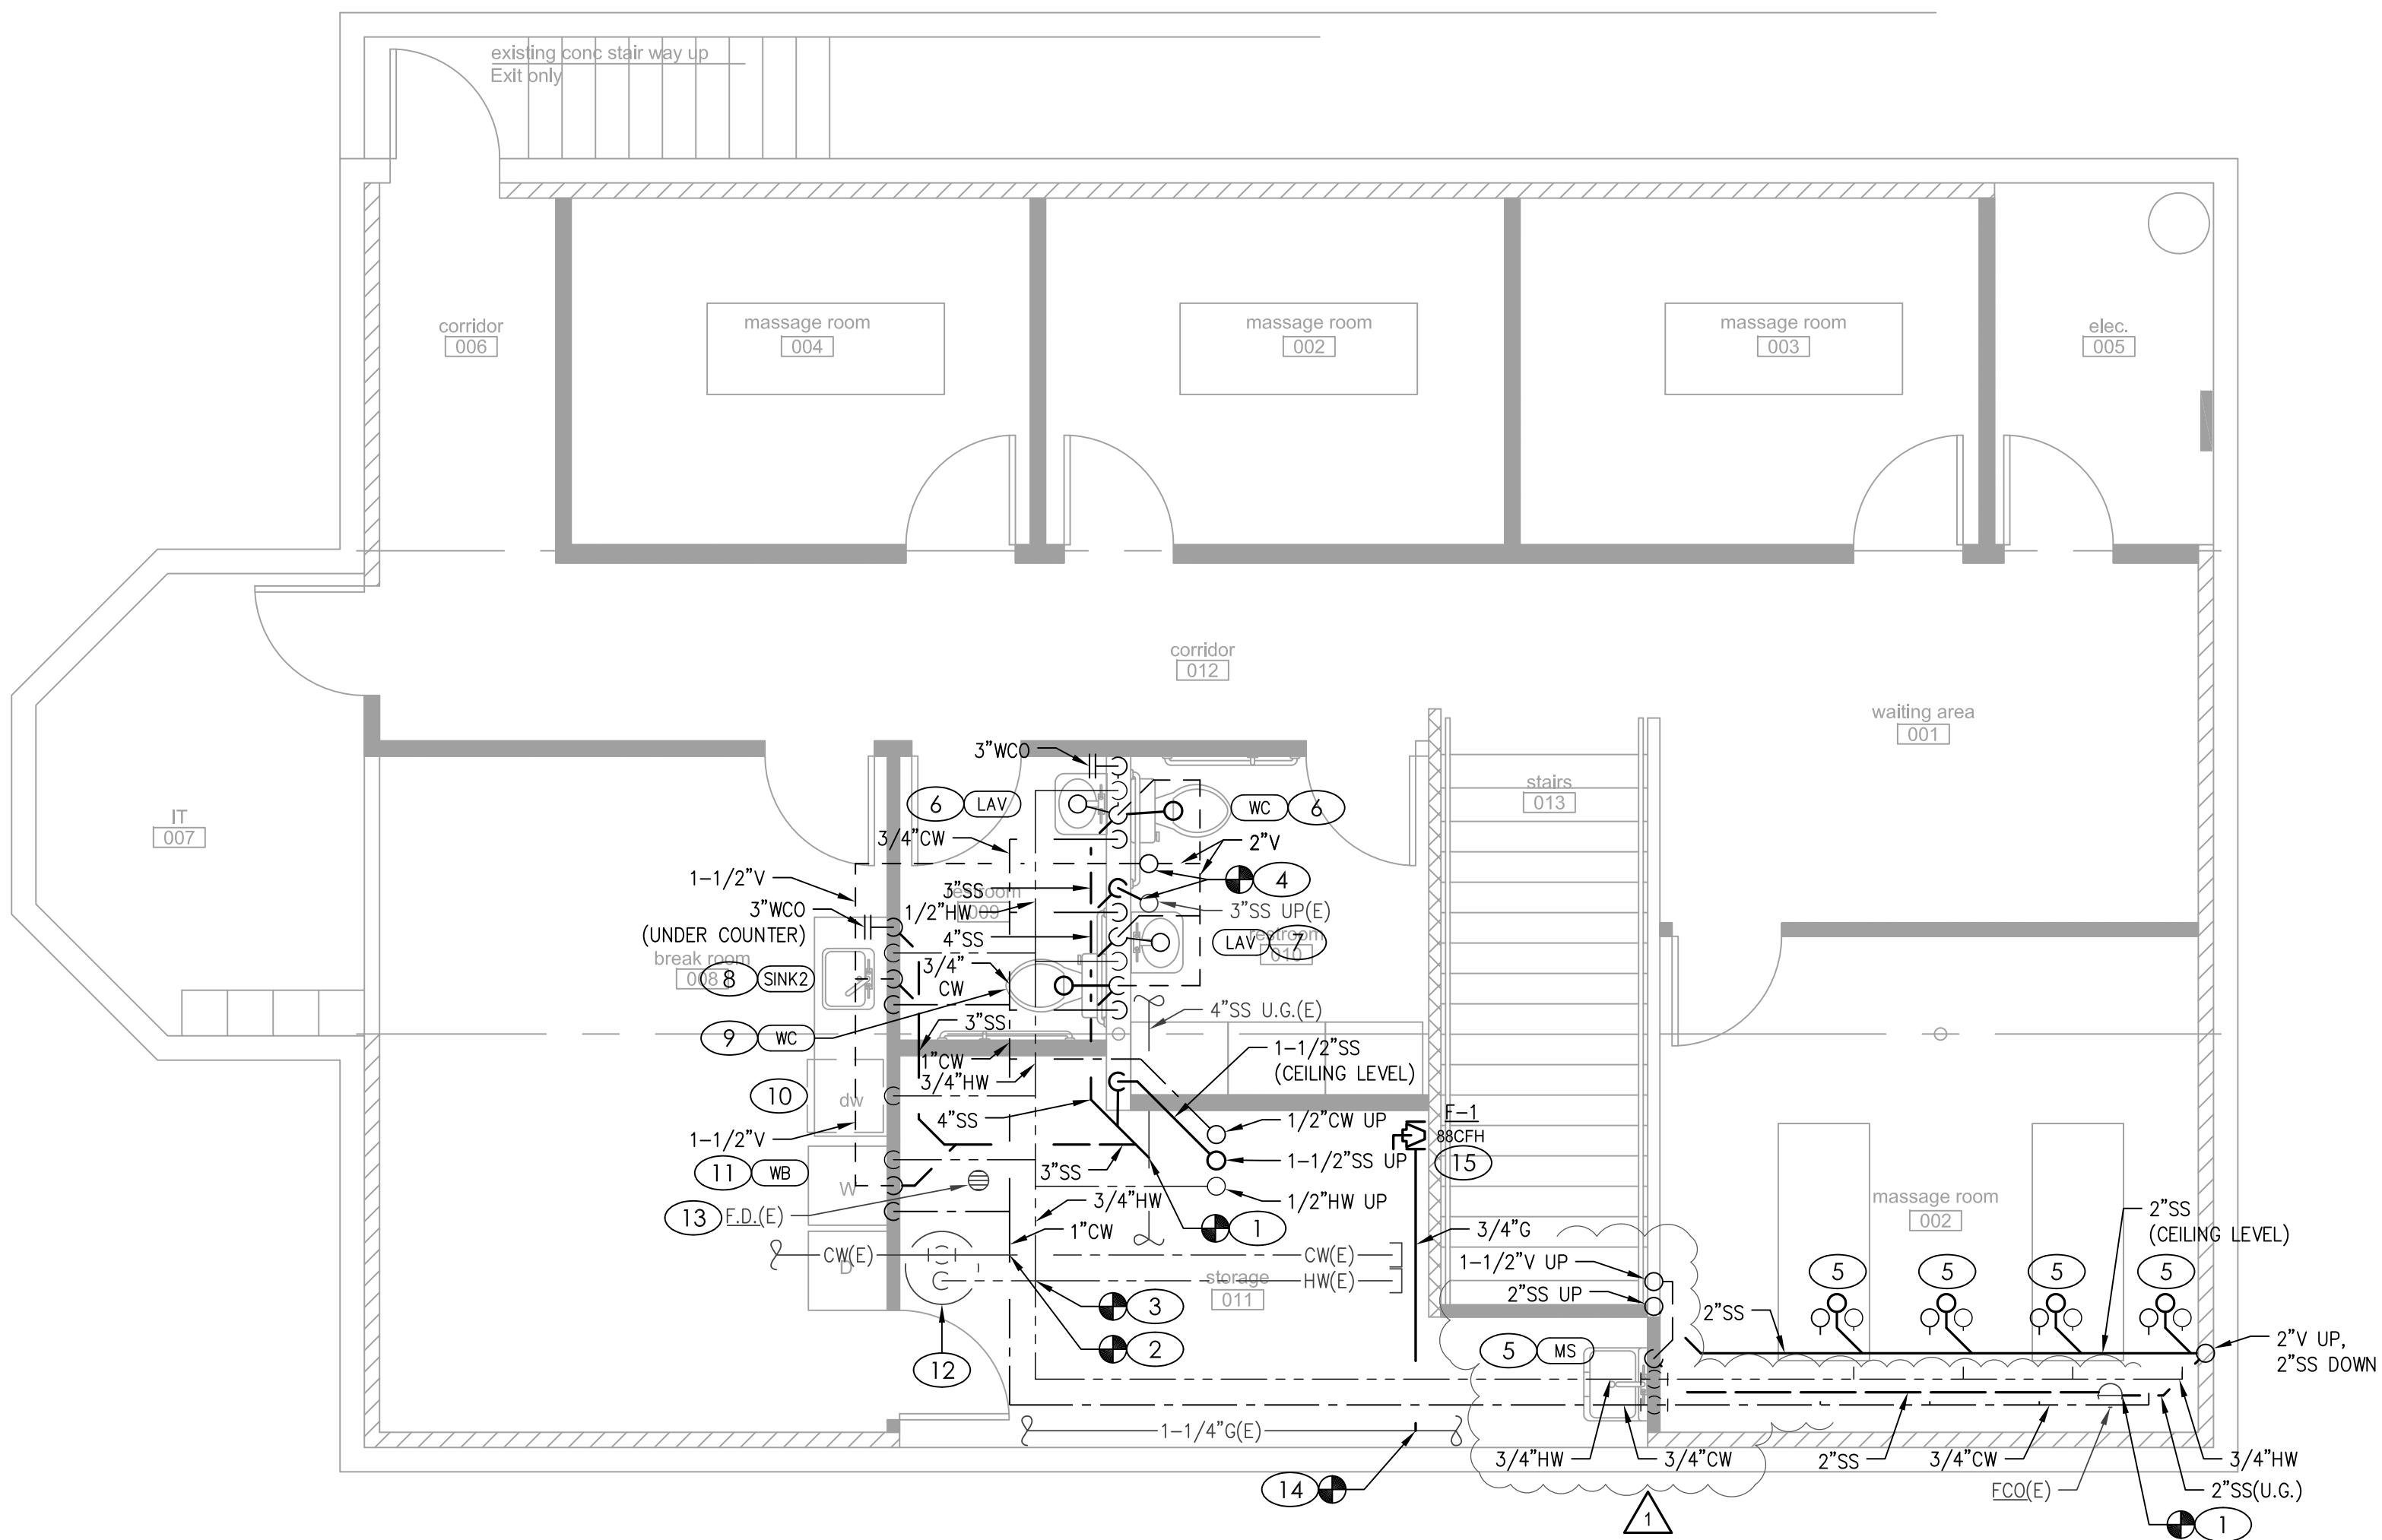 existing conc stair way up
Exit only
corridor
006
massage room
004
massage room
002
massage room
003
elec.
005
corridor
012
waiting area
001
stairs
013
IT
007
3"WCO
6
LAV
WC
6
3/4"CW
2"V
1-1/2"V
4
3"SS
restroom
009
1/2"HW
3"WCO
(UNDER COUNTER)
3"SS UP(E)
4"SS
LAV
7
restroom
010
break room
008
8
SINK2
3/4"
CW
4"SS U.G.(E)
9
WC
3"SS
1"CW
3/4"HW
1-1/2"SS
(CEILING LEVEL)
10
dw
4"SS
1/2"CW UP
F-1
88CFH
15
1-1/2"V
11
WB
W
3"SS
1-1/2"SS UP
3/4"HW
1/2"HW UP
13
F.D.(E)
1"CW
1
3/4"G
massage room
002
2"SS
(CEILING LEVEL)
CW(E)
CW(E)
D
storage
011
HW(E)
1-1/2"V UP
2"SS UP
5
5
5
5
3
2"SS
2
12
5
MS
2"V UP,
2"SS DOWN
1-1/4"G(E)
3/4"HW
3/4"CW
2"SS
3/4"CW
3/4"HW
14
FCO(E)
2"SS(U.G.)
1
1